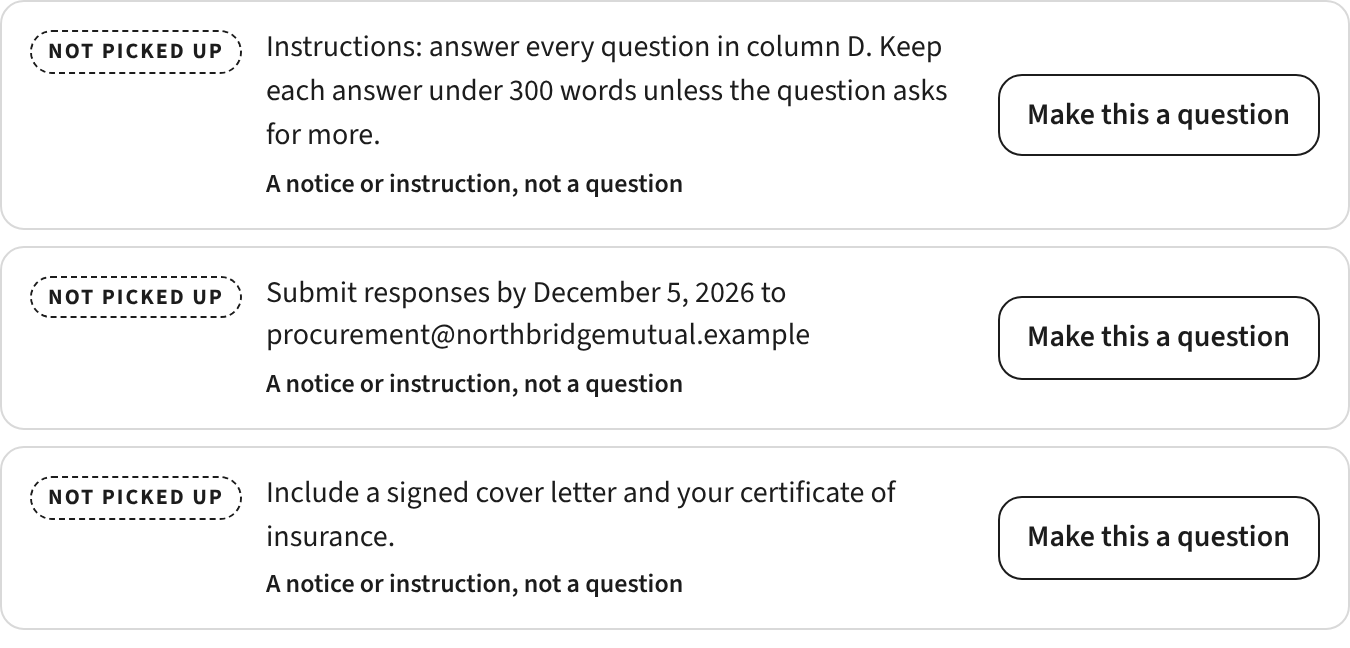 NOT PICKED UP
Instructions: answer every question in column D. Keep
each answer under 300 words unless the question asks
for more.
A notice or instruction, not a question
Make this a question
NOT PICKED UP
Submit responses by December 5, 2026 to
procurement@northbridgemutual.example
A notice or instruction, not a question
Make this a question
NOT PICKED UP
Include a signed cover letter and your certificate of
insurance.
A notice or instruction, not a question
Make this a question